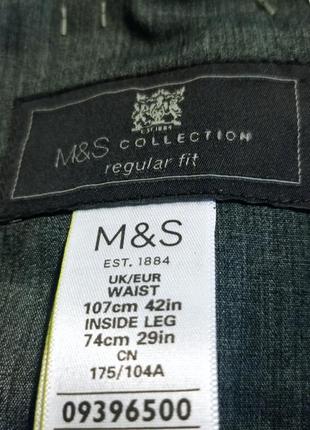 EST. 1884
M&S COLLECTION
regular fit
M&S
EST. 1884
UK/EUR
WAIST
107cm 42in
INSIDE LEG
74cm 29in
CN
175/104A
09396500